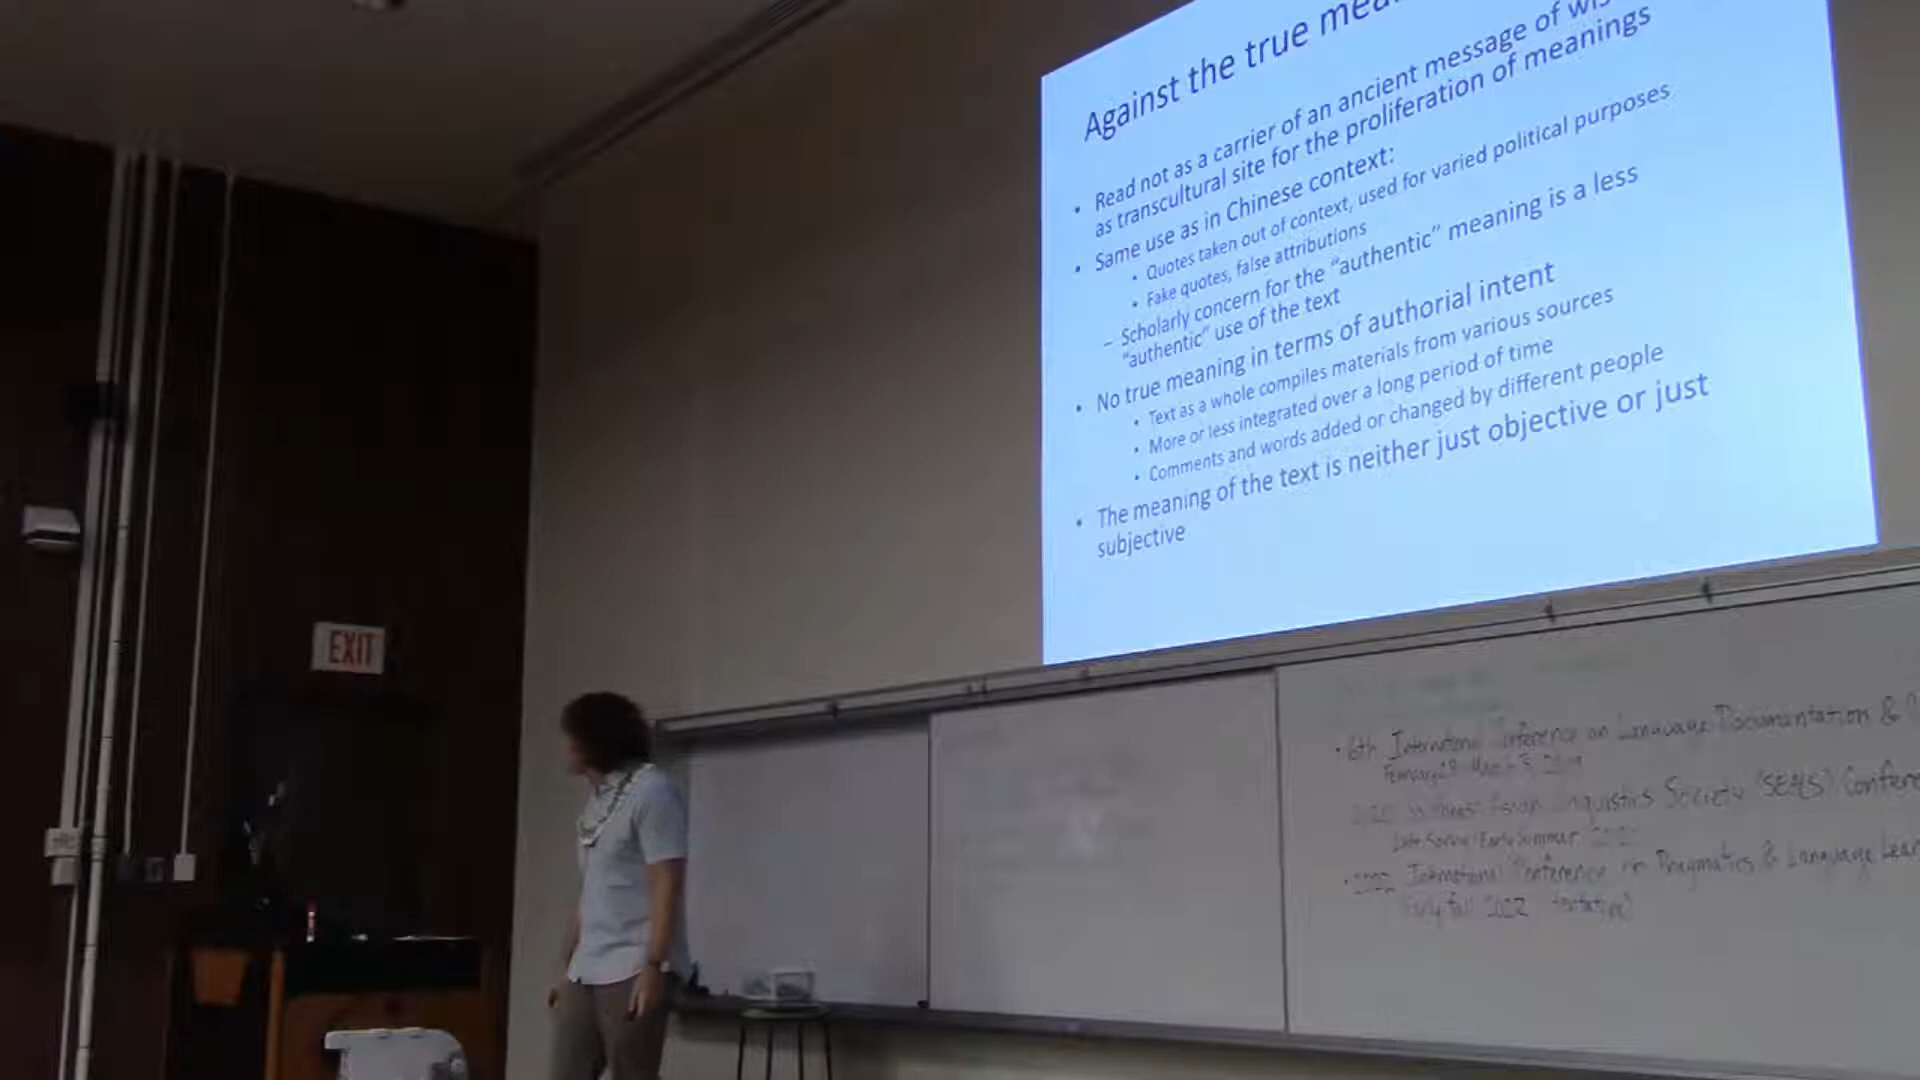 Against the true
Read not as a carrier of an ancient message of
as transcultural site for the proliferation of meanings
Same use as in Chinese context:
Quotes taken out of context, used for varied political purposes
Fake quotes, false attributions
Scholarly concern for the "authentic" meaning is a less
"authentic" use of the text
No true meaning in terms of authorial intent
Text as a whole compiles materials from various sources
More or less integrated over a long period of time
Comments and words added or changed by different people
The meaning of the text is neither just objective or just
subjective
EXIT
6th International Conference on Language Documentation &
Asian Linguistics Society (SEALS)
Late Spring/Early Summer
2022 International Conference on Pragmatics & Language
Early fall 2022 tentative)